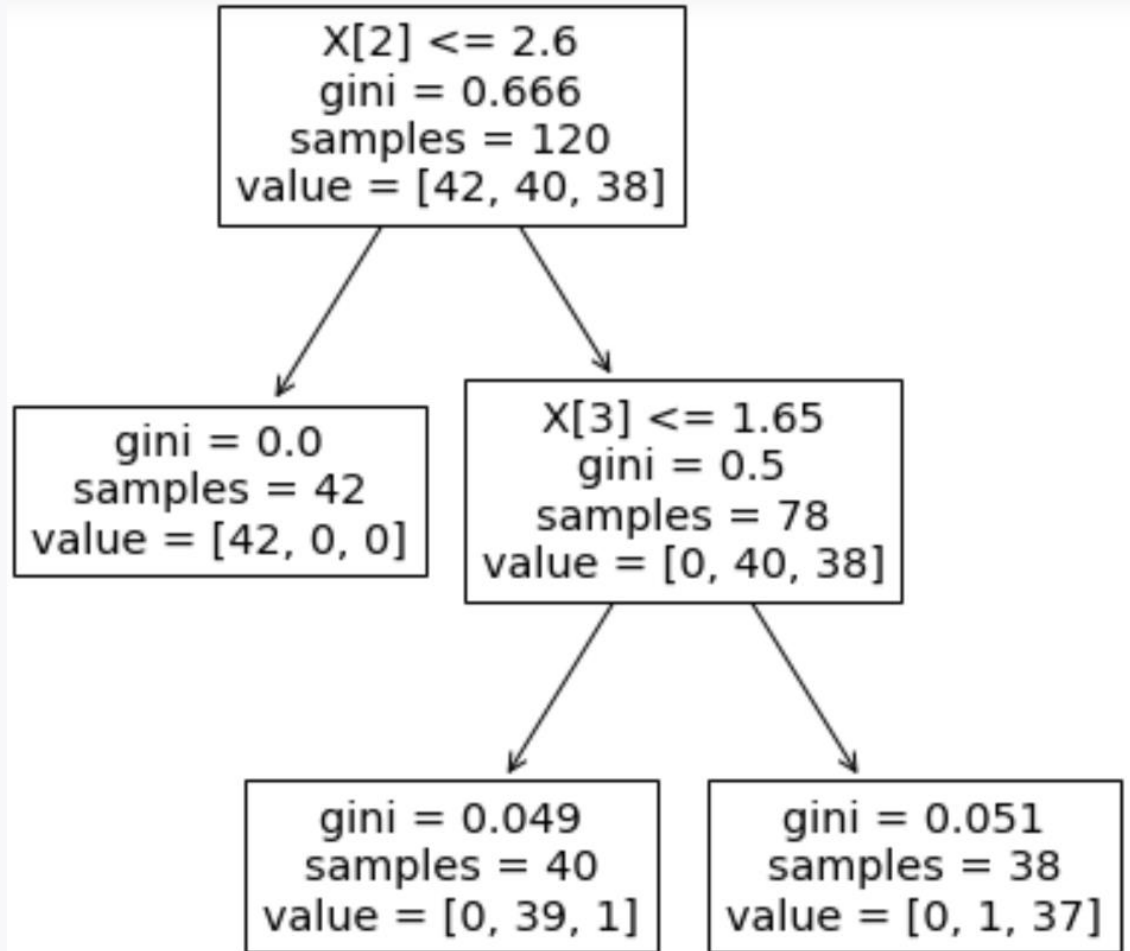 X[2] <= 2.6
gini = 0.666
samples = 120
value = [42, 40, 38]
gini = 0.0
samples = 42
value = [42, 0, 0]
X[3] <= 1.65
gini = 0.5
samples = 78
value = [0, 40, 38]
gini = 0.049
samples = 40
value = [0, 39, 1]
gini = 0.051
samples = 38
value = [0, 1, 37]